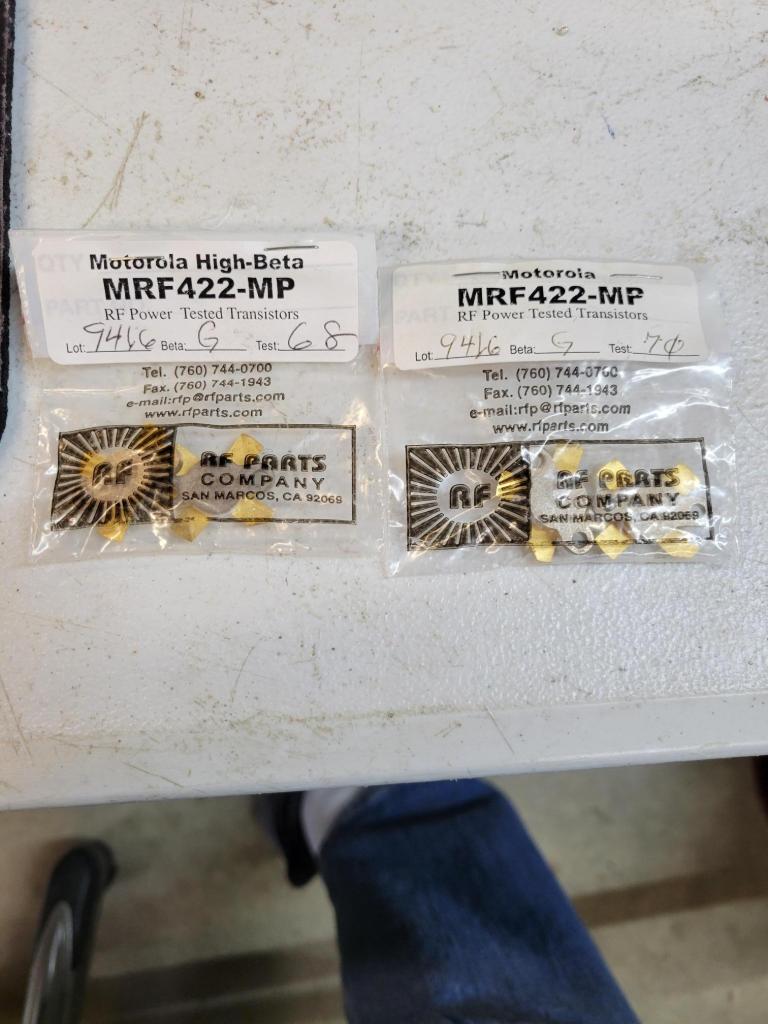 Motorola High-Beta
MRF422-MP
RF Power Tested Transistors
Lot: 9416 Beta: G Test: 68
Tel. (760) 744-0700
Fax. (760) 744-1943
e-mail:rfp@rfparts.com
www.rfparts.com
RF
RF PARTS
COMPANY
SAN MARCOS, CA 92069
Motorola
MRF422-MP
RF Power Tested Transistors
Lot: 9416 Beta: G Test: 70
Tel. (760) 744-0700
Fax. (760) 744-1943
e-mail:rfp@rfparts.com
www.rfparts.com
RF
RF PARTS
COMPANY
SAN MARCOS, CA 92069